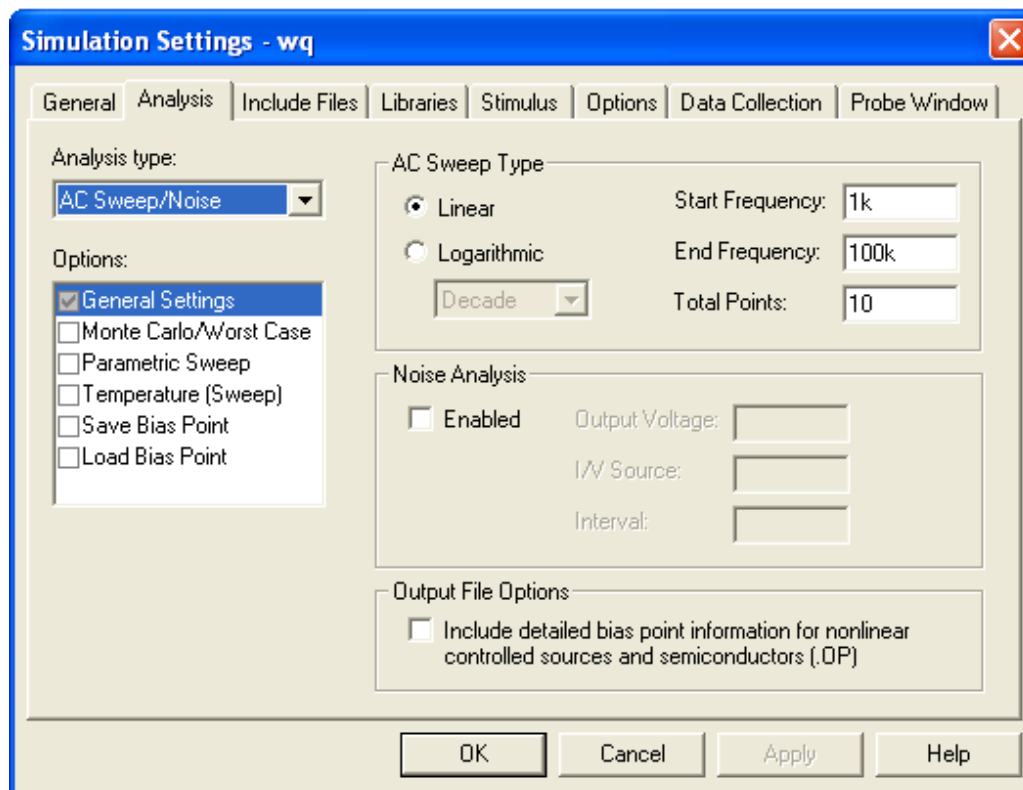 Simulation Settings - wq
General Analysis Include Files Libraries Stimulus Options Data Collection Probe Window
Analysis type:
AC Sweep/Noise
Options:
General Settings
Monte Carlo/Worst Case
Parametric Sweep
Temperature (Sweep)
Save Bias Point
Load Bias Point
AC Sweep Type
Linear
Logarithmic
Decade
Start Frequency: 1k
End Frequency: 100k
Total Points: 10
Noise Analysis
Enabled
Output Voltage:
I/V Source:
Interval:
Output File Options
Include detailed bias point information for nonlinear
controlled sources and semiconductors (.OP)
OK Cancel Apply Help